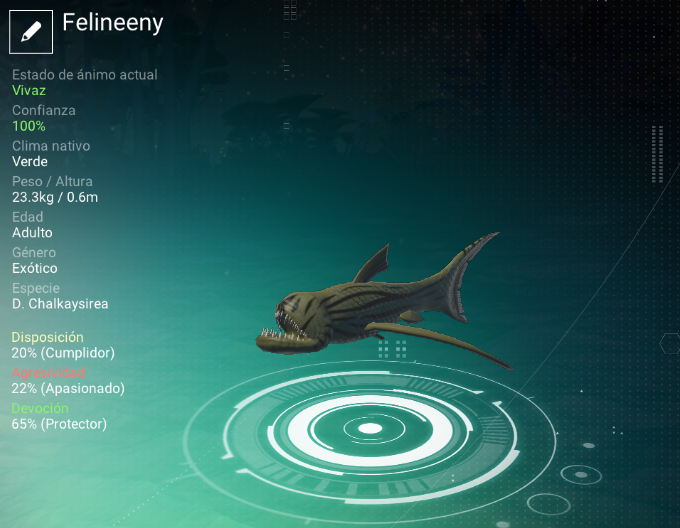 Felineeny
Estado de ánimo actual
Vivaz
Confianza
100%
Clima nativo
Verde
Peso / Altura
23.3kg / 0.6m
Edad
Adulto
Género
Exótico
Especie
D. Chalkaysirea
Disposición
20% (Cumplidor)
Agresividad
22% (Apasionado)
Devoción
65% (Protector)